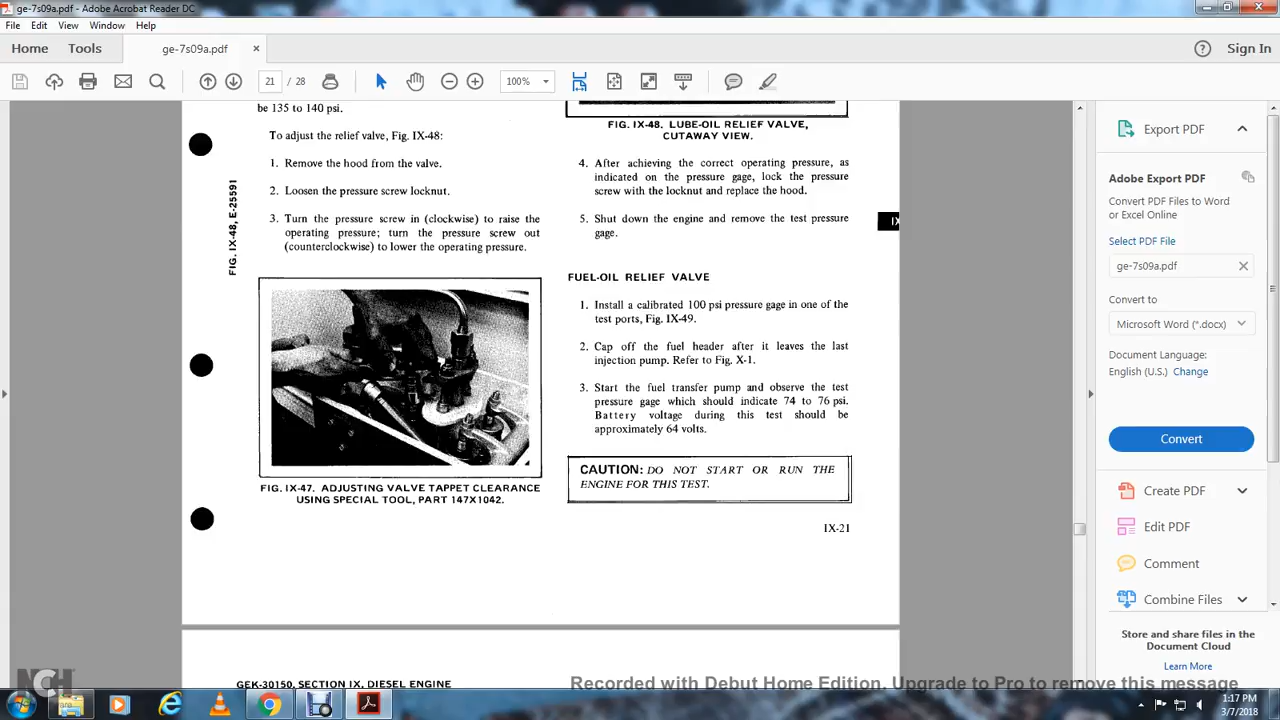 ge-7s09a.pdf - Adobe Acrobat Reader DC
File Edit View Window Help
Home Tools ge-7s09a.pdf × Sign In
21 / 28 100%
be 135 to 140 psi.
To adjust the relief valve, Fig. IX-48:
1. Remove the hood from the valve.
2. Loosen the pressure screw locknut.
3. Turn the pressure screw in (clockwise) to raise the
operating pressure; turn the pressure screw out
(counterclockwise) to lower the operating pressure.
FIG. IX-48, E-25591
FIG. IX-47. ADJUSTING VALVE TAPPET CLEARANCE
USING SPECIAL TOOL, PART 147X1042.
FIG. IX-48. LUBE-OIL RELIEF VALVE,
CUTAWAY VIEW.
4. After achieving the correct operating pressure, as
indicated on the pressure gage, lock the pressure
screw with the locknut and replace the hood.
5. Shut down the engine and remove the test pressure
gage.
IX
FUEL-OIL RELIEF VALVE
1. Install a calibrated 100 psi pressure gage in one of the
test ports, Fig. IX-49.
2. Cap off the fuel header after it leaves the last
injection pump. Refer to Fig. X-1.
3. Start the fuel transfer pump and observe the test
pressure gage which should indicate 74 to 76 psi.
Battery voltage during this test should be
approximately 64 volts.
CAUTION: DO NOT START OR RUN THE
ENGINE FOR THIS TEST.
IX-21
GEK-30150, SECTION IX, DIESEL ENGINE
Export PDF
Adobe Export PDF
Convert PDF Files to Word
or Excel Online
Select PDF File
ge-7s09a.pdf
Convert to
Microsoft Word (*.docx)
Document Language:
English (U.S.) Change
Convert
Create PDF
Edit PDF
Comment
Combine Files
Store and share files in the
Document Cloud
Learn More
NCH
Recorded with Debut Home Edition. Upgrade to Pro to remove this message
1:17 PM
3/7/2018